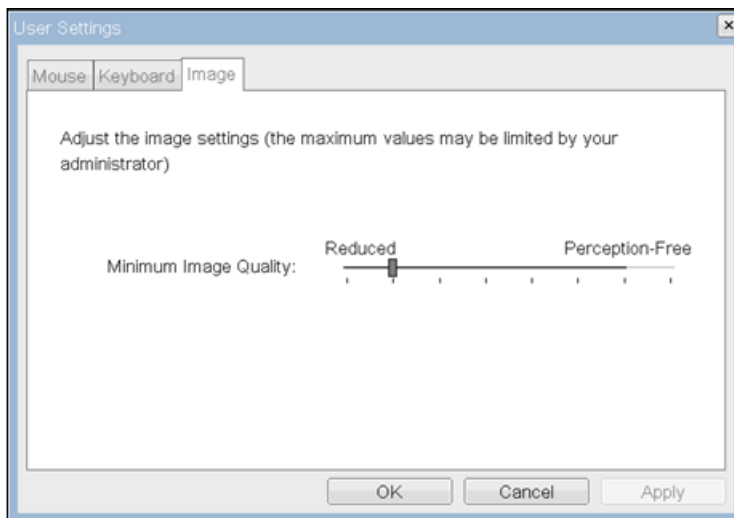 User Settings
Mouse Keyboard Image
Adjust the image settings (the maximum values may be limited by your
administrator)
Reduced Perception-Free
Minimum Image Quality:
OK Cancel Apply